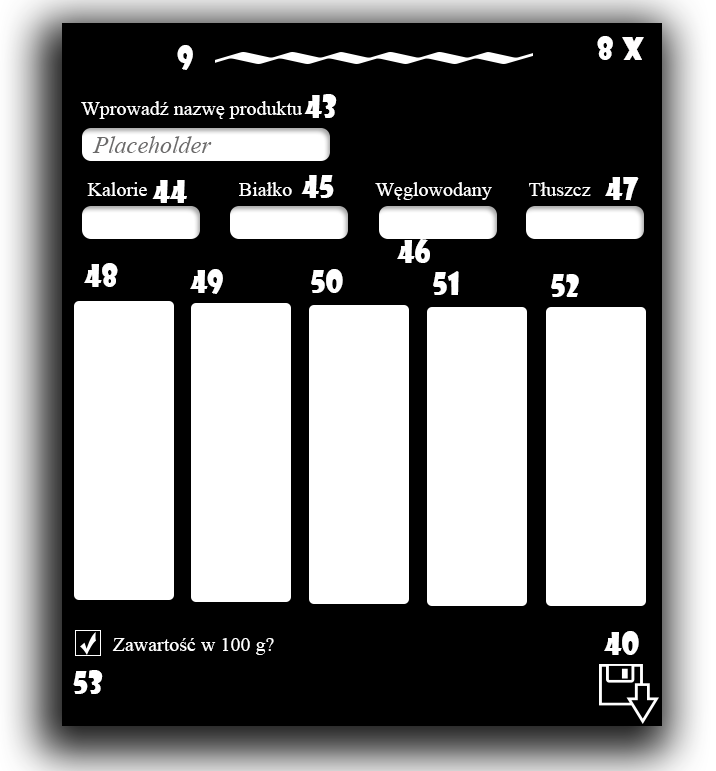 9
8 X
Wprowadź nazwę produktu 43
Placeholder
Kalorie 44 Białko 45 Węglowodany Tłuszcz 47
46
48 49 50 51 52
Zawartość w 100 g?
40
53